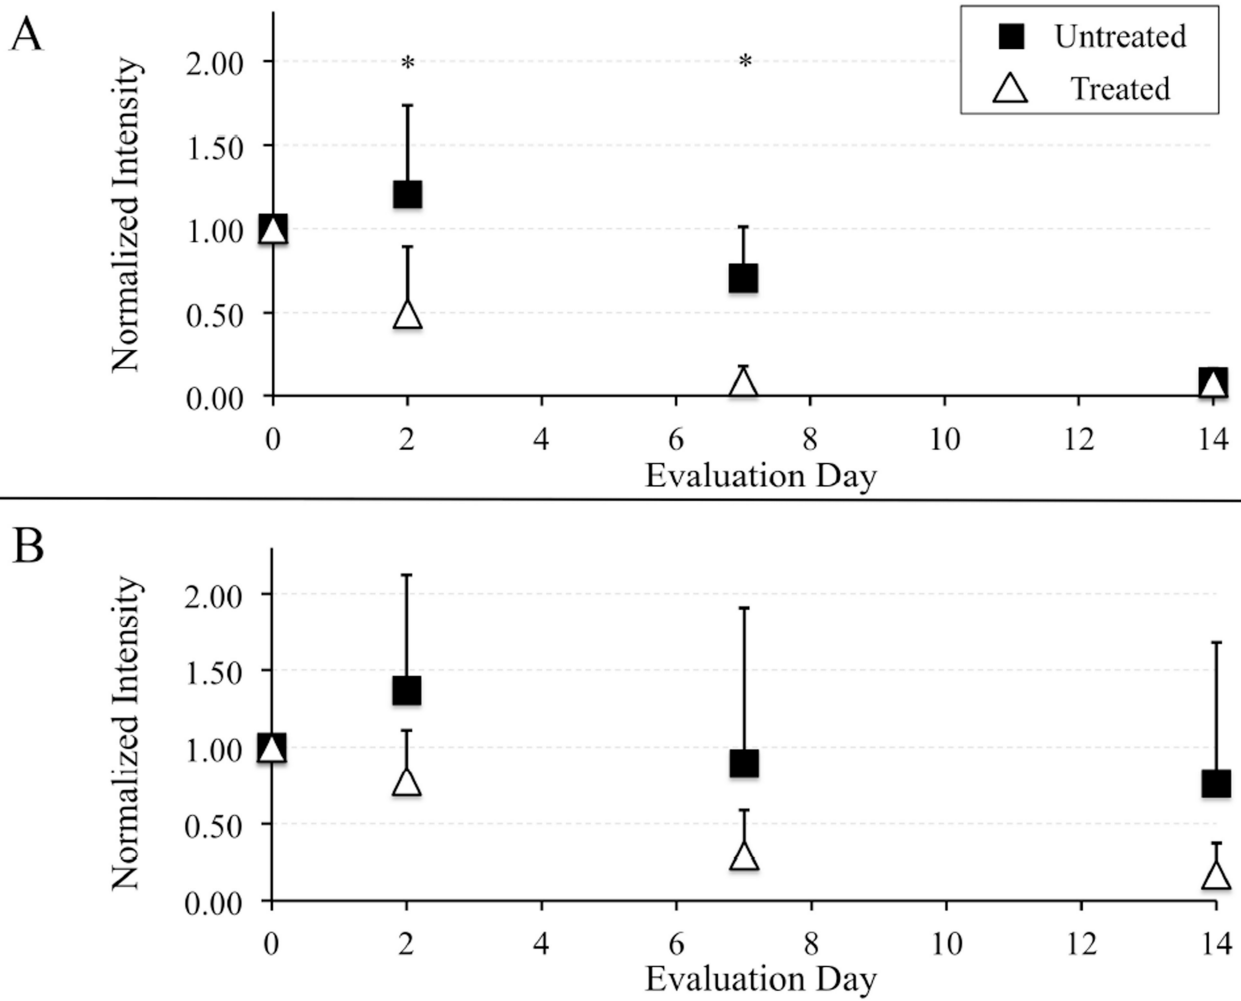 A
Untreated
Treated
Normalized Intensity
2.00
*
*
1.50
1.00
0.50
0.00
0 2 4 6 8 10 12 14
Evaluation Day
B
Normalized Intensity
2.00
1.50
1.00
0.50
0.00
0 2 4 6 8 10 12 14
Evaluation Day